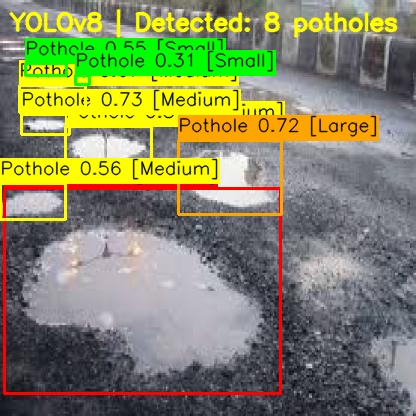 YOLOv8 | Detected: 8 potholes
Pothole 0.55 [Small]
Pothole 0.31 [Small]
Pothole 0.73 [Medium]
Pothole 0.72 [Large]
Pothole 0.56 [Medium]